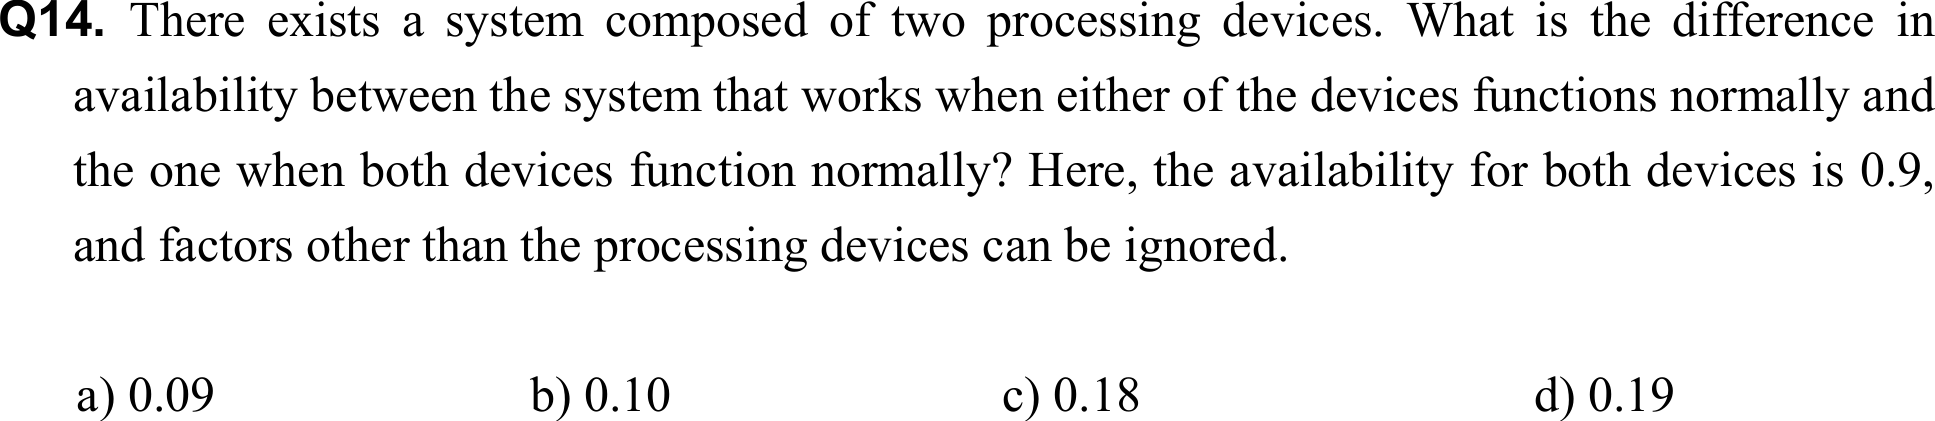 Q14. There exists a system composed of two processing devices. What is the difference in
availability between the system that works when either of the devices functions normally and
the one when both devices function normally? Here, the availability for both devices is 0.9,
and factors other than the processing devices can be ignored.
a) 0.09 b) 0.10 c) 0.18 d) 0.19